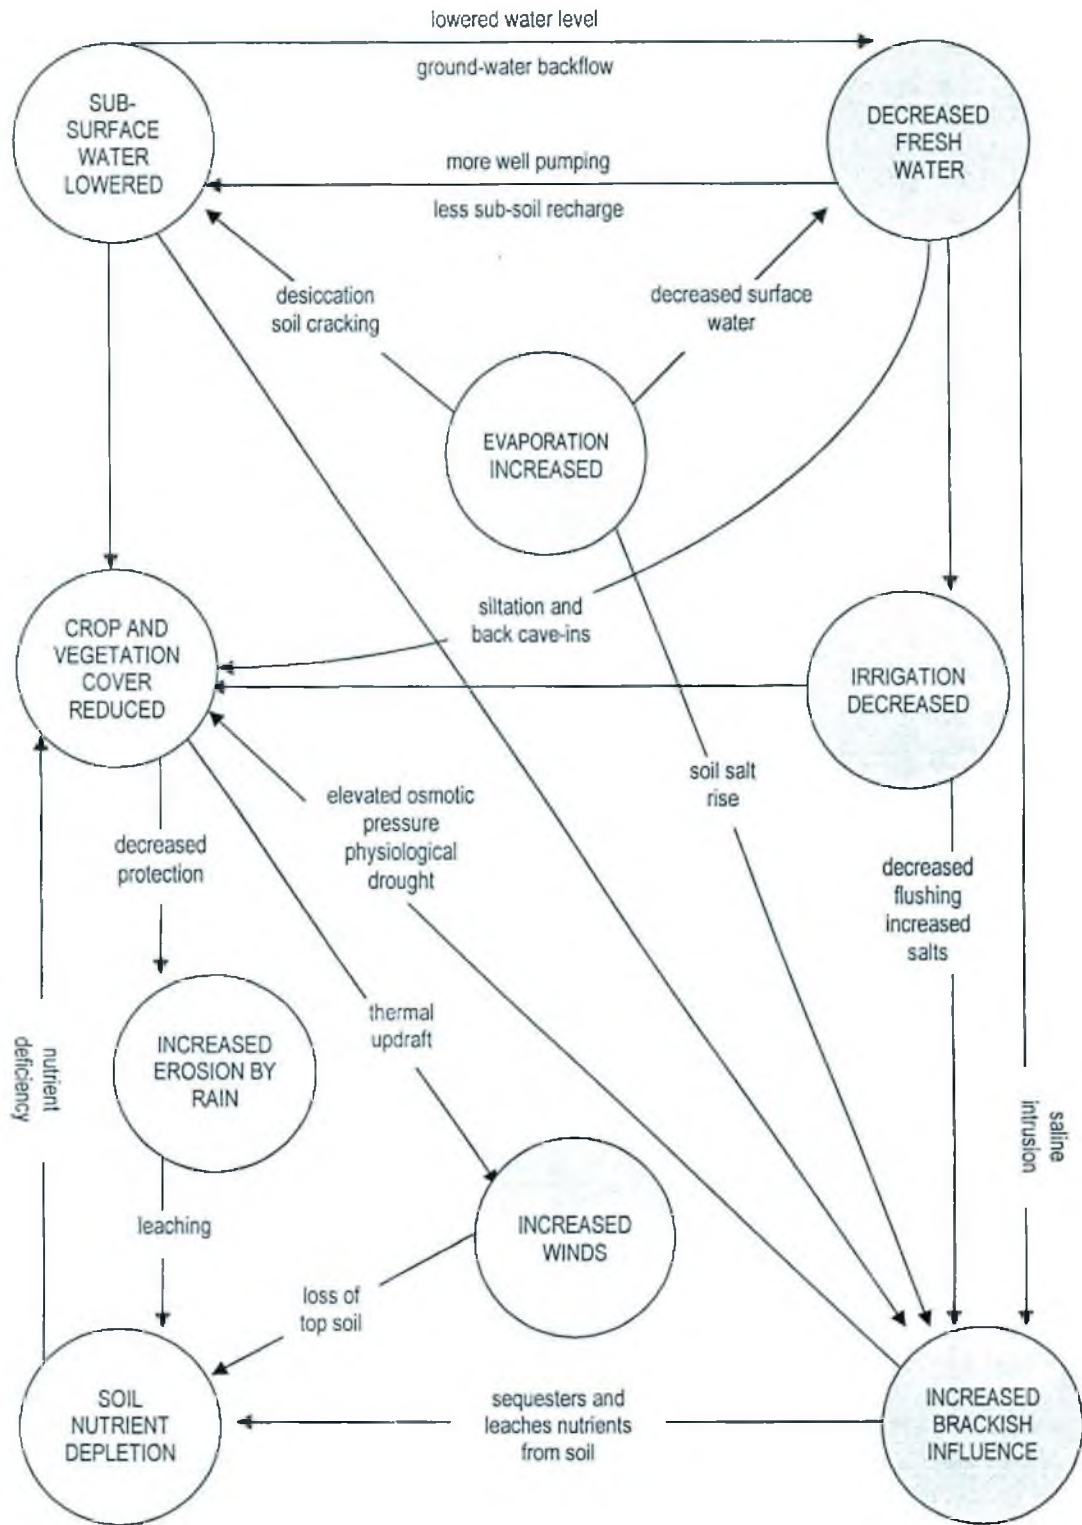 lowered water level
ground-water backflow
SUB-
SURFACE
WATER
LOWERED
DECREASED
FRESH
WATER
more well pumping
less sub-soil recharge
desiccation
soil cracking
decreased surface
water
EVAPORATION
INCREASED
siltation and
back cave-ins
CROP AND
VEGETATION
COVER
REDUCED
IRRIGATION
DECREASED
soil salt
rise
elevated osmotic
pressure
physiological
drought
decreased
protection
decreased
flushing
increased
salts
thermal
updraft
INCREASED
EROSION BY
RAIN
nutrient
deficiency
saline
intrusion
leaching
INCREASED
WINDS
loss of
top soil
SOIL
NUTRIENT
DEPLETION
sequesters and
leaches nutrients
from soil
INCREASED
BRACKISH
INFLUENCE